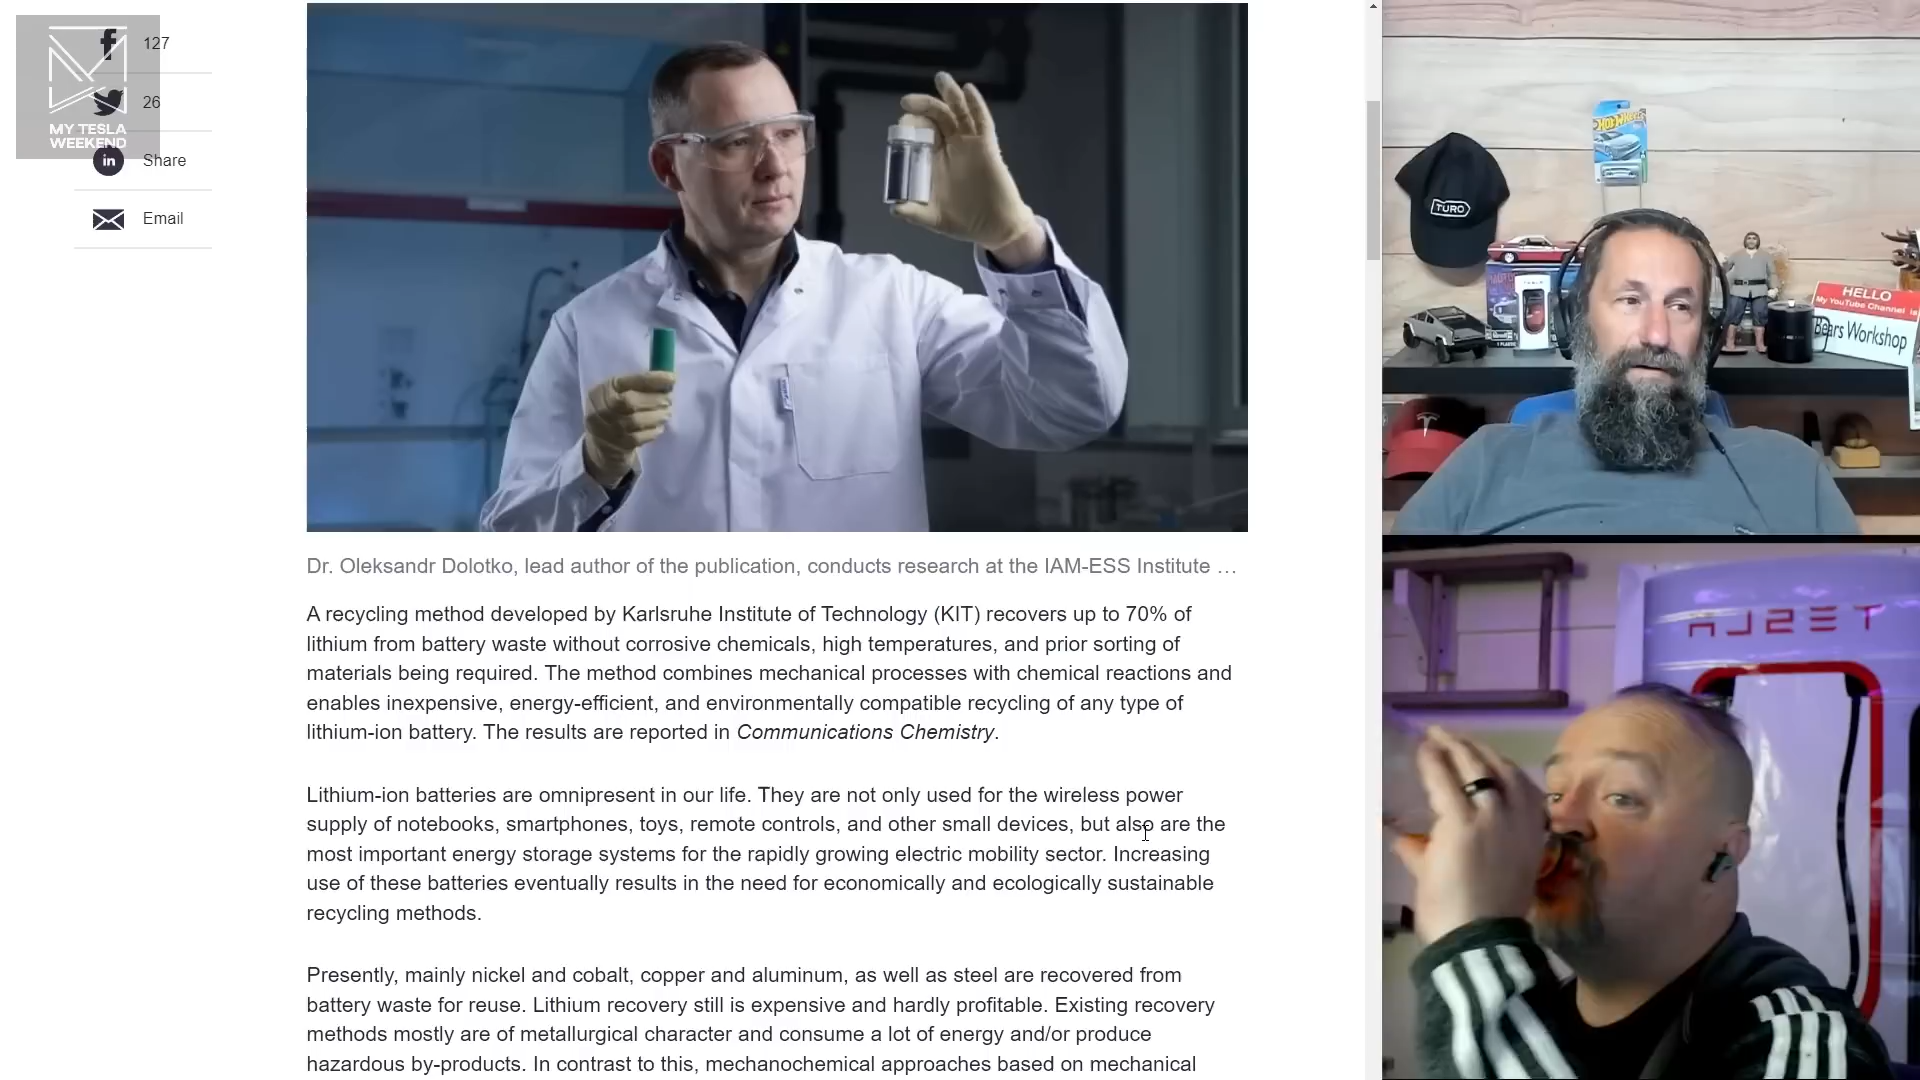 127
26
MY TESLA
WEEKEND
in
Share
Email
Dr. Oleksandr Dolotko, lead author of the publication, conducts research at the IAM-ESS Institute …
A recycling method developed by Karlsruhe Institute of Technology (KIT) recovers up to 70% of
lithium from battery waste without corrosive chemicals, high temperatures, and prior sorting of
materials being required. The method combines mechanical processes with chemical reactions and
enables inexpensive, energy-efficient, and environmentally compatible recycling of any type of
lithium-ion battery. The results are reported in Communications Chemistry.
Lithium-ion batteries are omnipresent in our life. They are not only used for the wireless power
supply of notebooks, smartphones, toys, remote controls, and other small devices, but also are the
most important energy storage systems for the rapidly growing electric mobility sector. Increasing
use of these batteries eventually results in the need for economically and ecologically sustainable
recycling methods.
Presently, mainly nickel and cobalt, copper and aluminum, as well as steel are recovered from
battery waste for reuse. Lithium recovery still is expensive and hardly profitable. Existing recovery
methods mostly are of metallurgical character and consume a lot of energy and/or produce
hazardous by-products. In contrast to this, mechanochemical approaches based on mechanical
HOT WHEELS
TURO
HELLO
My YouTube Channel is
Bears Workshop
TESLA